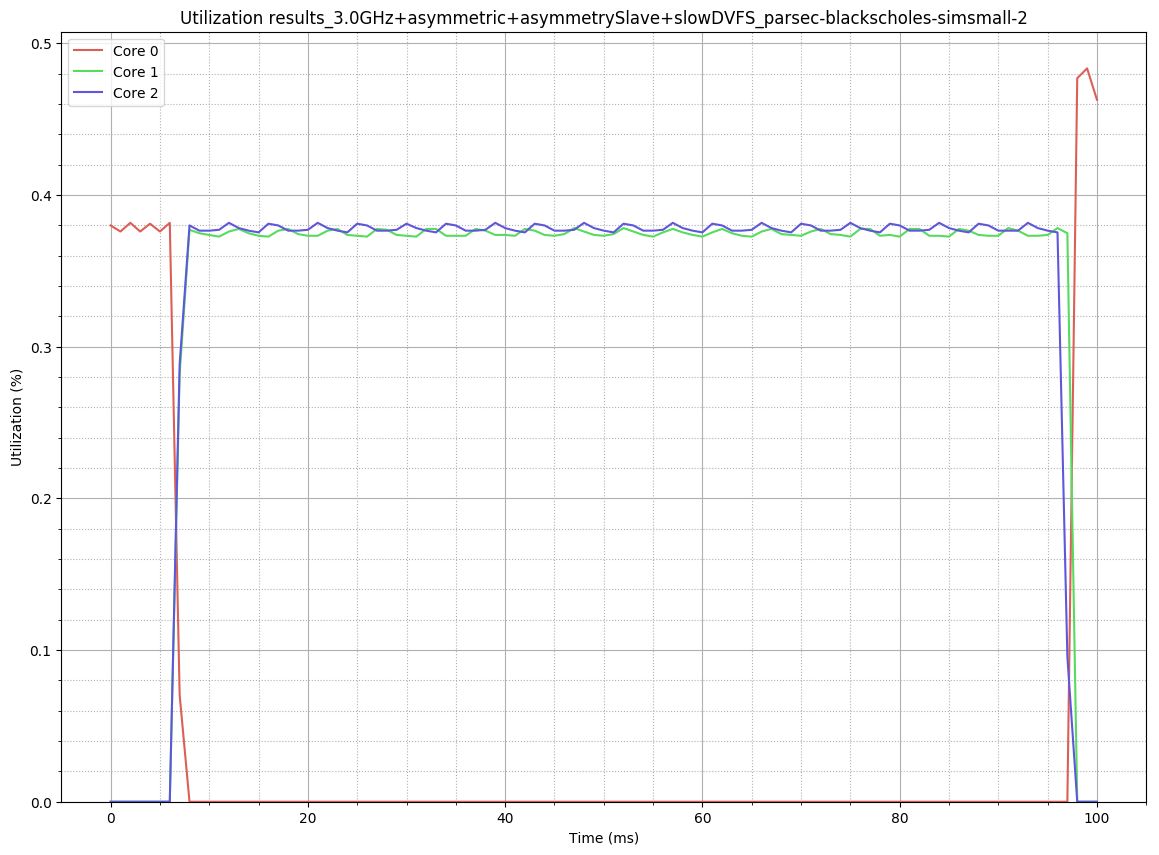 Utilization results_3.0GHz+asymmetric+asymmetrySlave+slowDVFS_parsec-blackscholes-simsmall-2
Core 0
Core 1
Core 2
0.5
0.4
0.3
0.2
0.1
0.0
Utilization (%)
0 20 40 60 80 100
Time (ms)